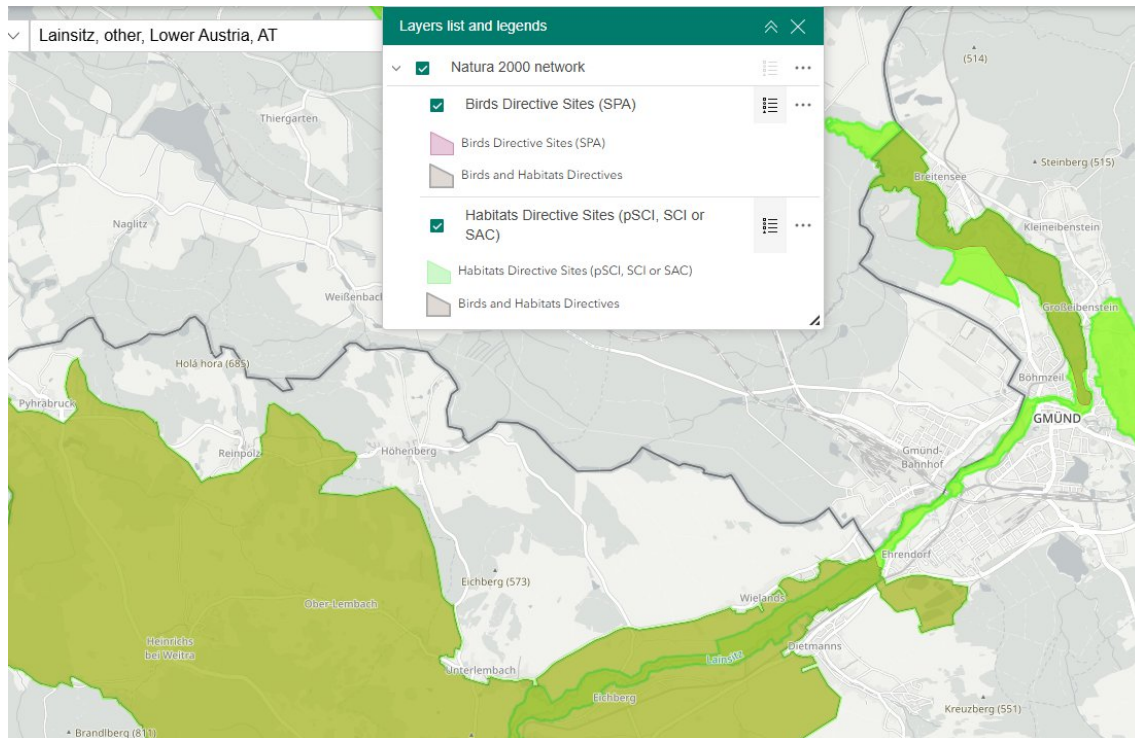 Lainsitz, other, Lower Austria, AT
Layers list and legends
Natura 2000 network
Birds Directive Sites (SPA)
Birds Directive Sites (SPA)
Birds and Habitats Directives
Habitats Directive Sites (pSCI, SCI or
SAC)
Habitats Directive Sites (pSCI, SCI or SAC)
Birds and Habitats Directives
(514)
Thiergarten
Steinberg (515)
Breitensee
Naglitz
Kleineibenstein
Weißenbach
Großeibenstein
Holá hora (685)
Böhmzeil
Pyhrabruck
GMÜND
Reinpolz
Höhenberg
Gmünd-
Bahnhof
Ehrendorf
Eichberg (573)
Wielands
Ober-Lembach
Heinrichs
bei Weitra
Lainsitz
Dietmanns
Unterlembach
Eichberg
Kreuzberg (551)
Brandlberg (811)